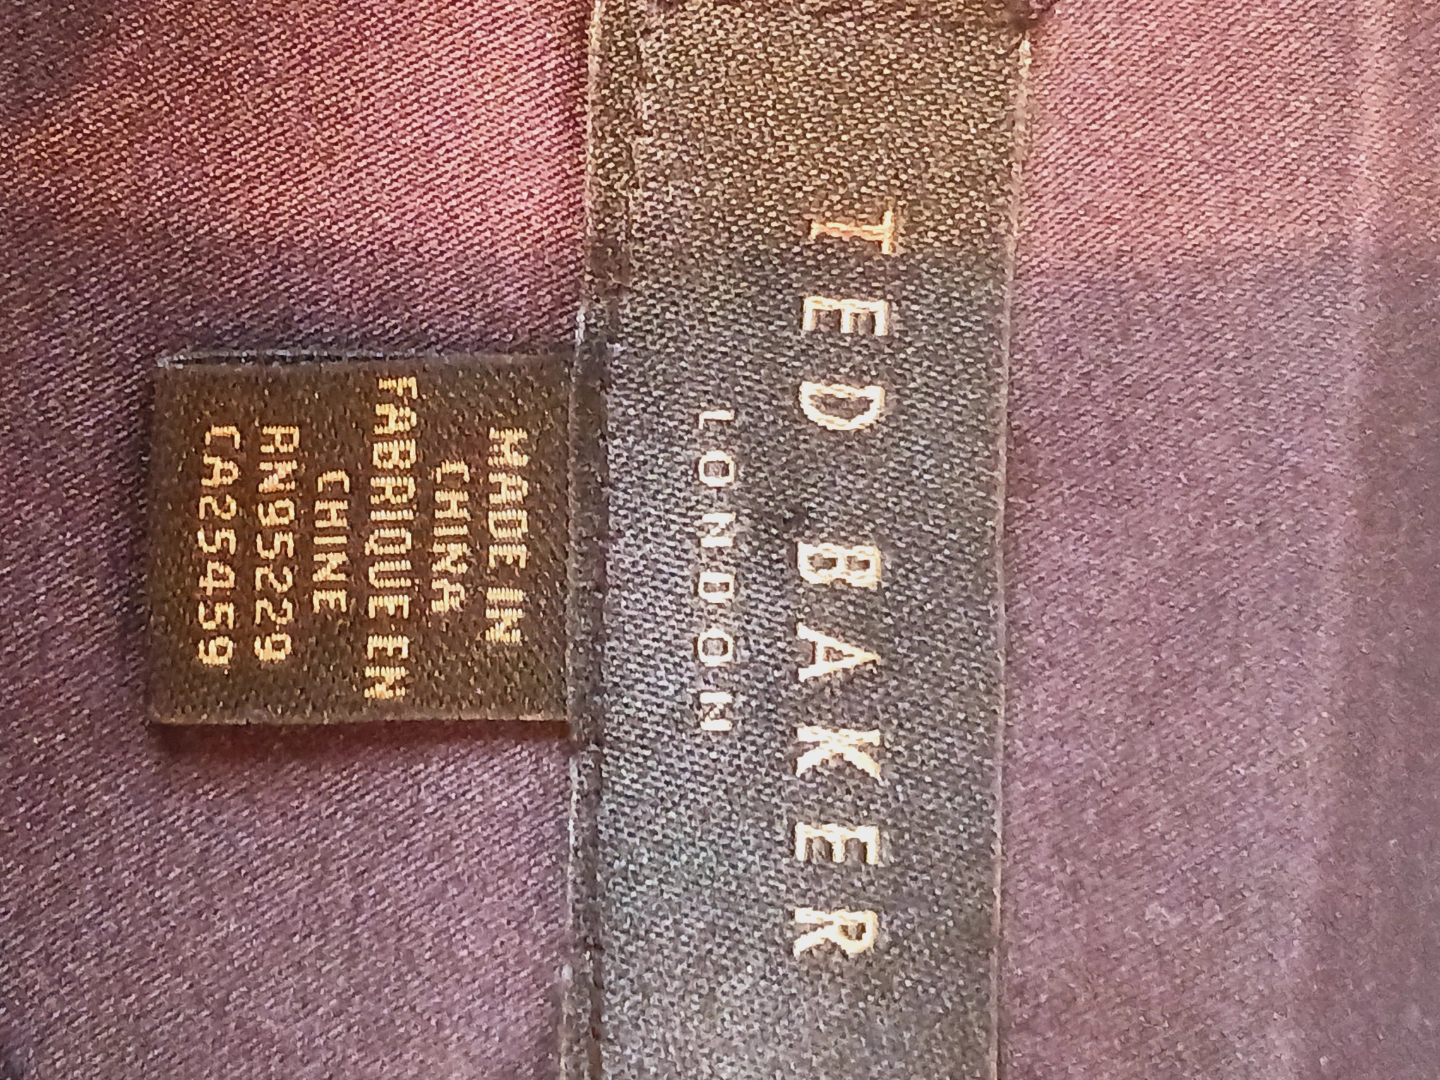 TED BAKER
LONDON
MADE IN
CHINA
FABRIQUE EN
CHINE
RN95229
CA25459